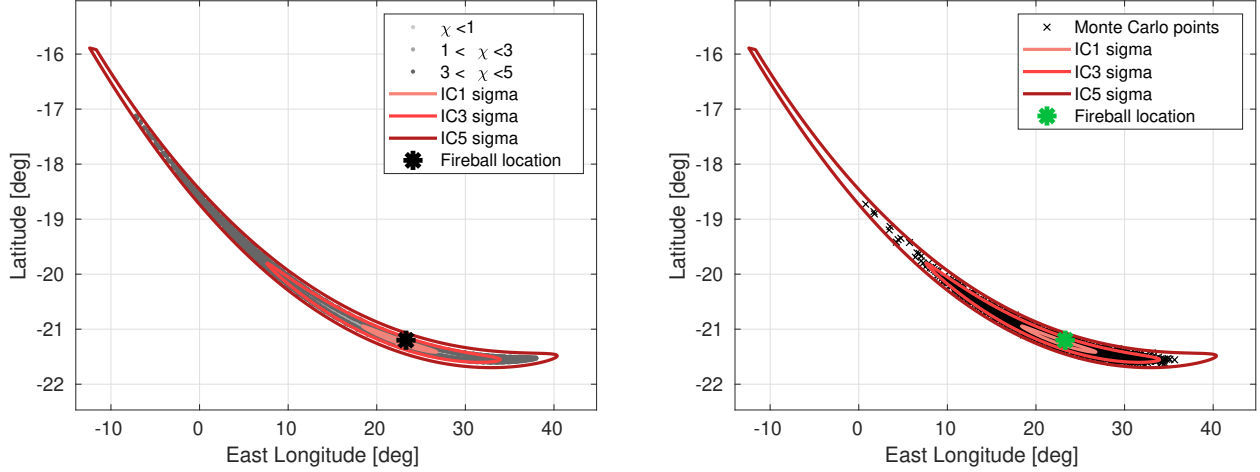 χ <1
1 < χ <3
3 < χ <5
IC1 sigma
IC3 sigma
IC5 sigma
Fireball location
-16
-17
-18
-19
-20
-21
-22
Latitude [deg]
-10 0 10 20 30 40
East Longitude [deg]
Monte Carlo points
IC1 sigma
IC3 sigma
IC5 sigma
Fireball location
-16
-17
-18
-19
-20
-21
-22
Latitude [deg]
-10 0 10 20 30 40
East Longitude [deg]